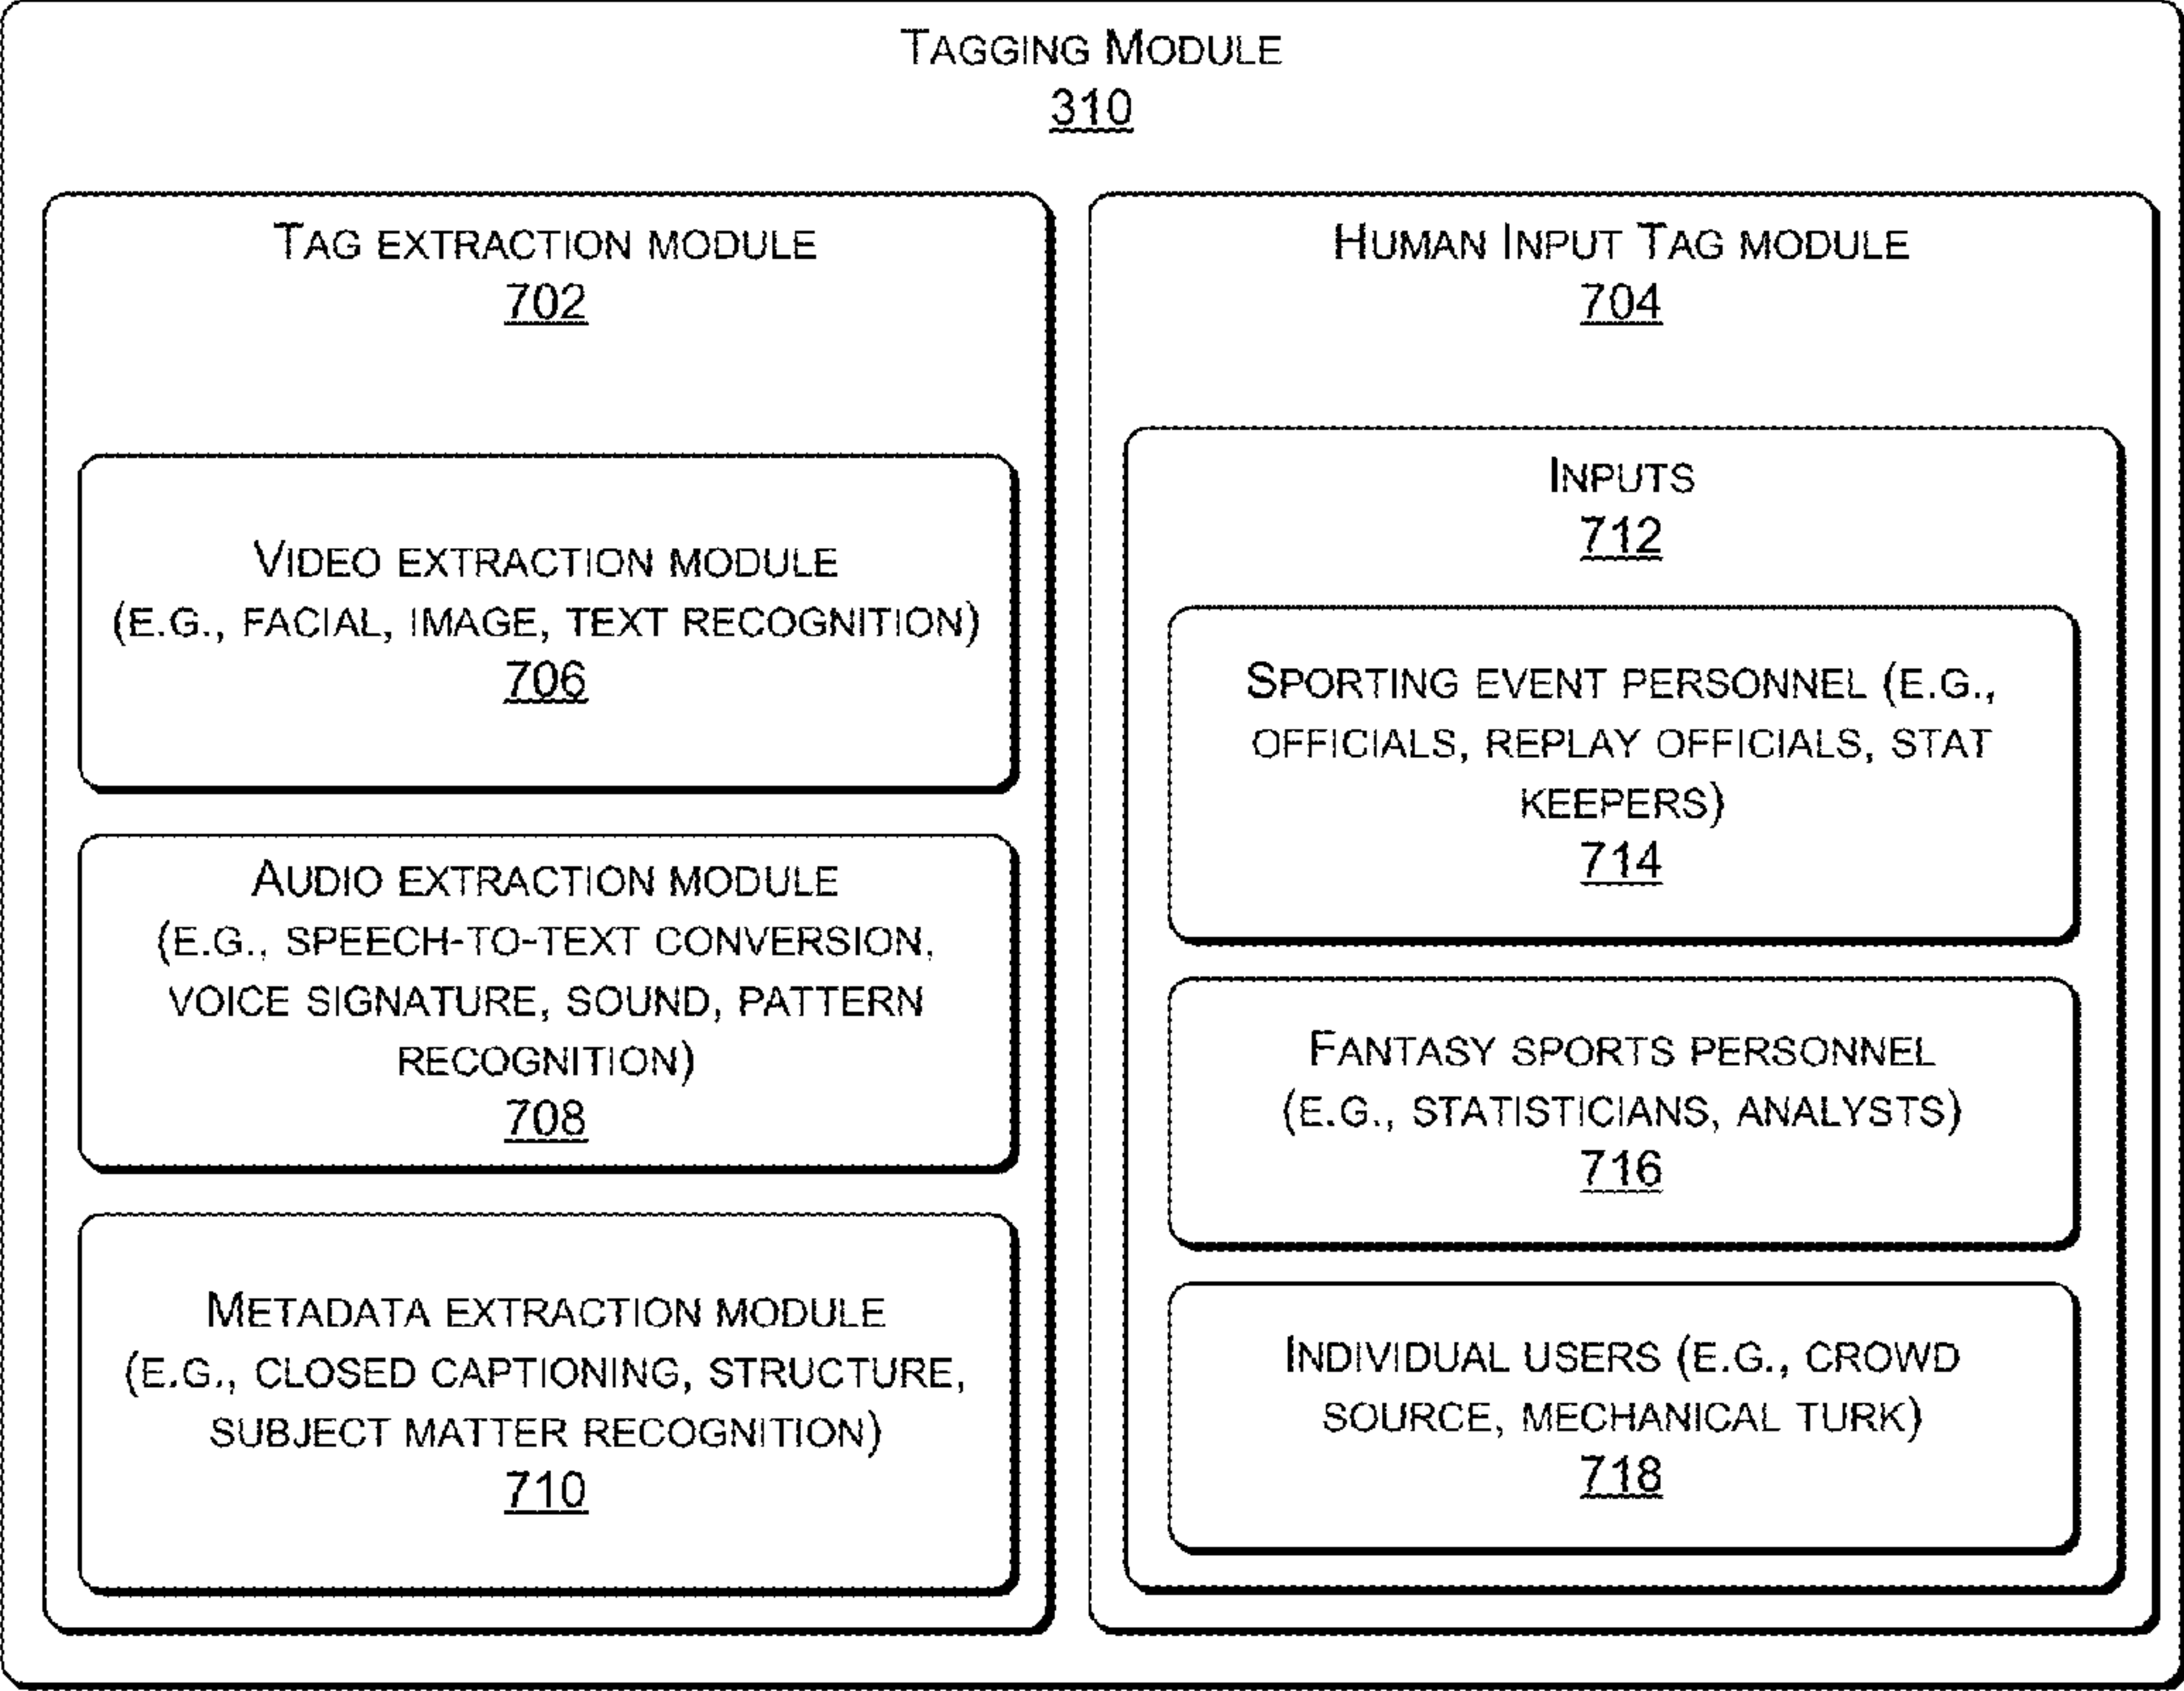 TAGGING MODULE
310
TAG EXTRACTION MODULE
702
VIDEO EXTRACTION MODULE
(E.G., FACIAL, IMAGE, TEXT RECOGNITION)
706
AUDIO EXTRACTION MODULE
(E.G., SPEECH-TO-TEXT CONVERSION,
VOICE SIGNATURE, SOUND, PATTERN
RECOGNITION)
708
METADATA EXTRACTION MODULE
(E.G., CLOSED CAPTIONING, STRUCTURE,
SUBJECT MATTER RECOGNITION)
710
HUMAN INPUT TAG MODULE
704
INPUTS
712
SPORTING EVENT PERSONNEL (E.G.,
OFFICIALS, REPLAY OFFICIALS, STAT
KEEPERS)
714
FANTASY SPORTS PERSONNEL
(E.G., STATISTICIANS, ANALYSTS)
716
INDIVIDUAL USERS (E.G., CROWD
SOURCE, MECHANICAL TURK)
718